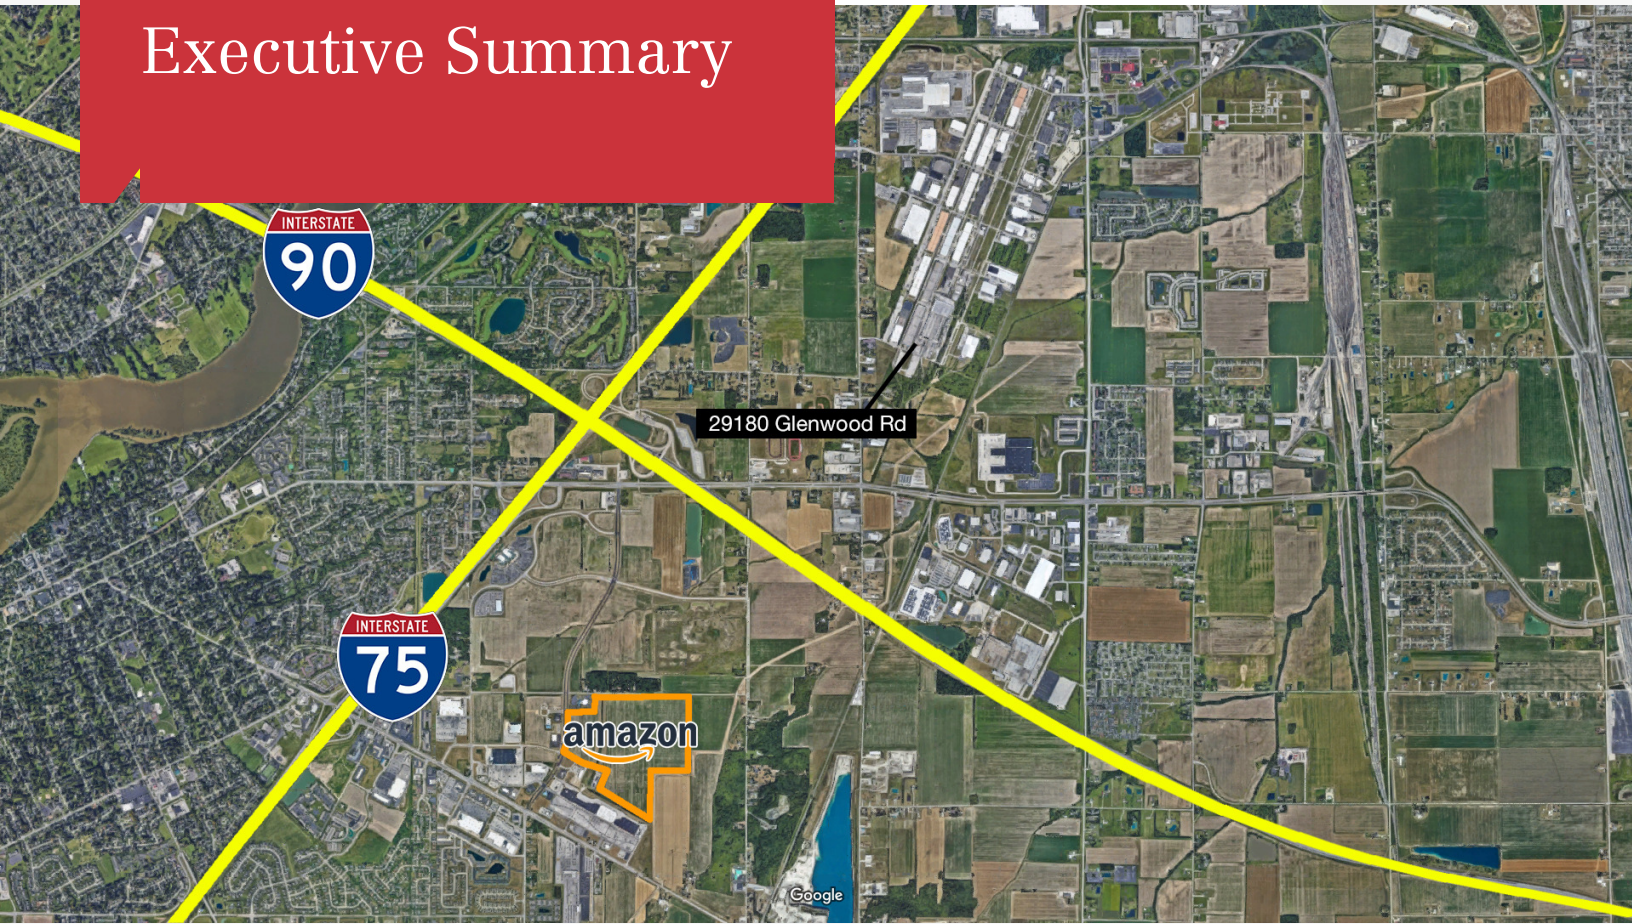 Executive Summary
INTERSTATE
90
29180 Glenwood Rd
INTERSTATE
75
amazon
Google